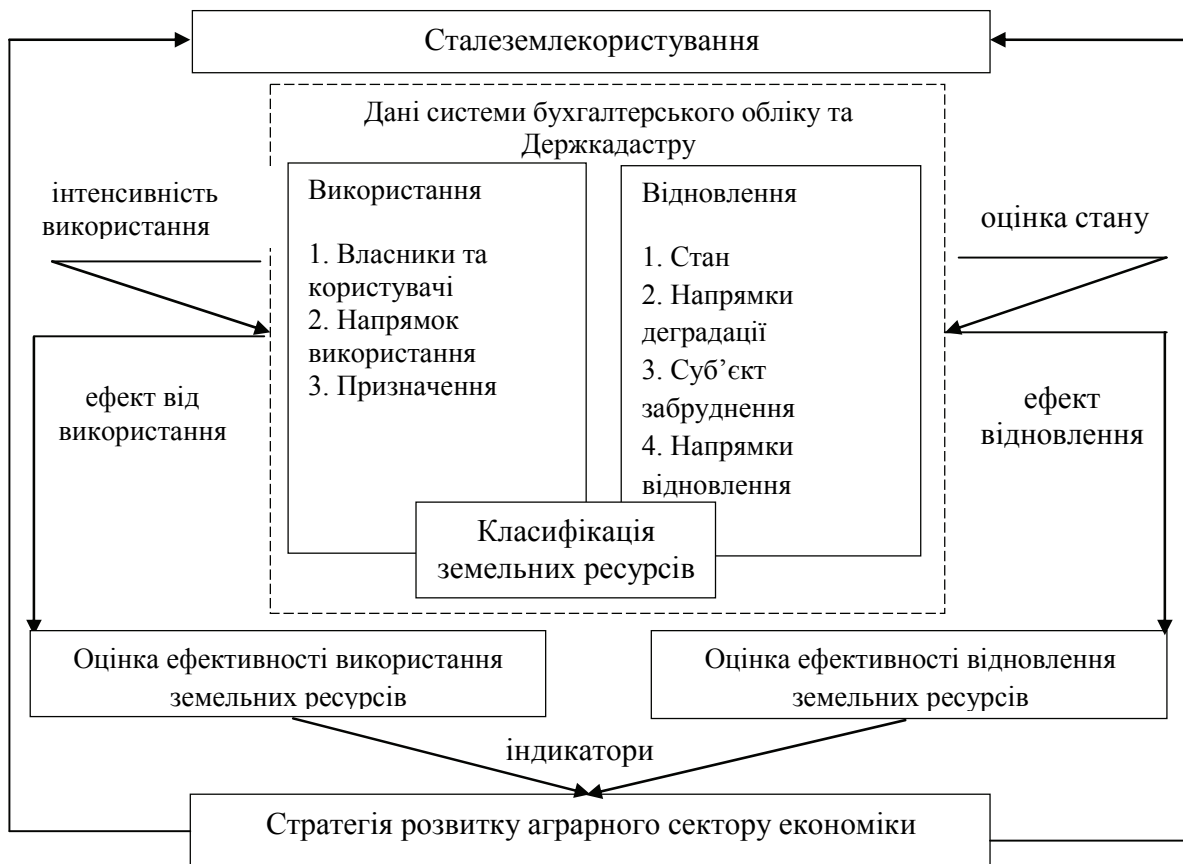 Сталеземлекористування
Дані системи бухгалтерського обліку та
Держкадастру
інтенсивність
використання
Використання
1. Власники та
користувачі
2. Напрямок
використання
3. Призначення
Відновлення
1. Стан
2. Напрямки
деградації
3. Суб’єкт
забруднення
4. Напрямки
відновлення
оцінка стану
ефект від
використання
ефект
відновлення
Класифікація
земельних ресурсів
Оцінка ефективності використання
земельних ресурсів
Оцінка ефективності відновлення
земельних ресурсів
індикатори
Стратегія розвитку аграрного сектору економіки